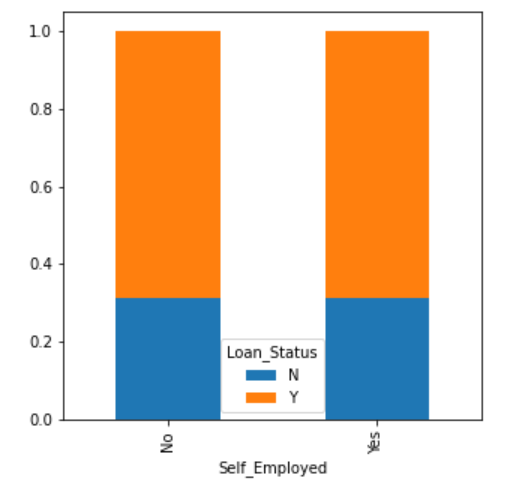 1.0
0.8
0.6
0.4
0.2
0.0
Loan_Status
N
Y
No
Yes
Self_Employed